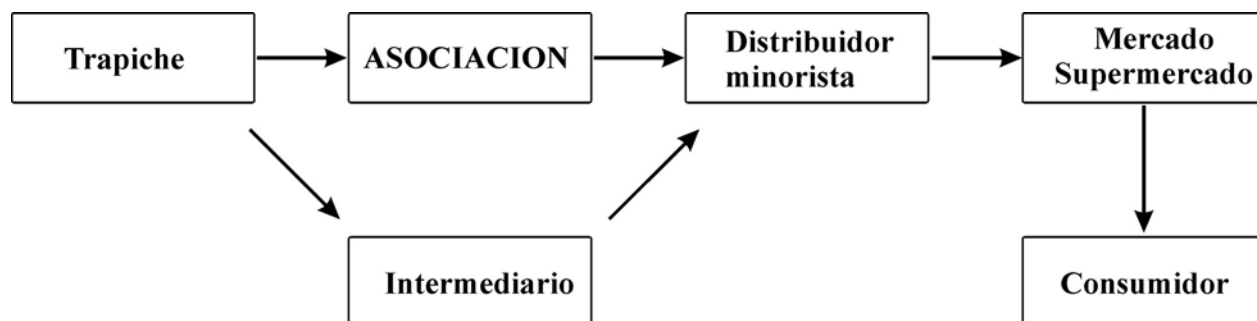 Trapiche
ASOCIACION
Distribuidor
minorista
Mercado
Supermercado
Intermediario
Consumidor